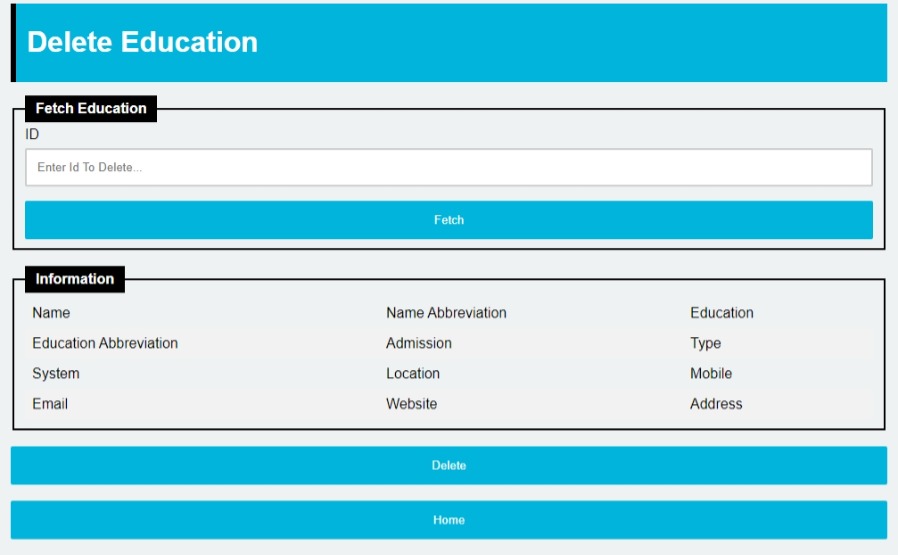 Delete Education
Fetch Education
ID
Enter Id To Delete...
Fetch
Information
Name Name Abbreviation Education
Education Abbreviation Admission Type
System Location Mobile
Email Website Address
Delete
Home